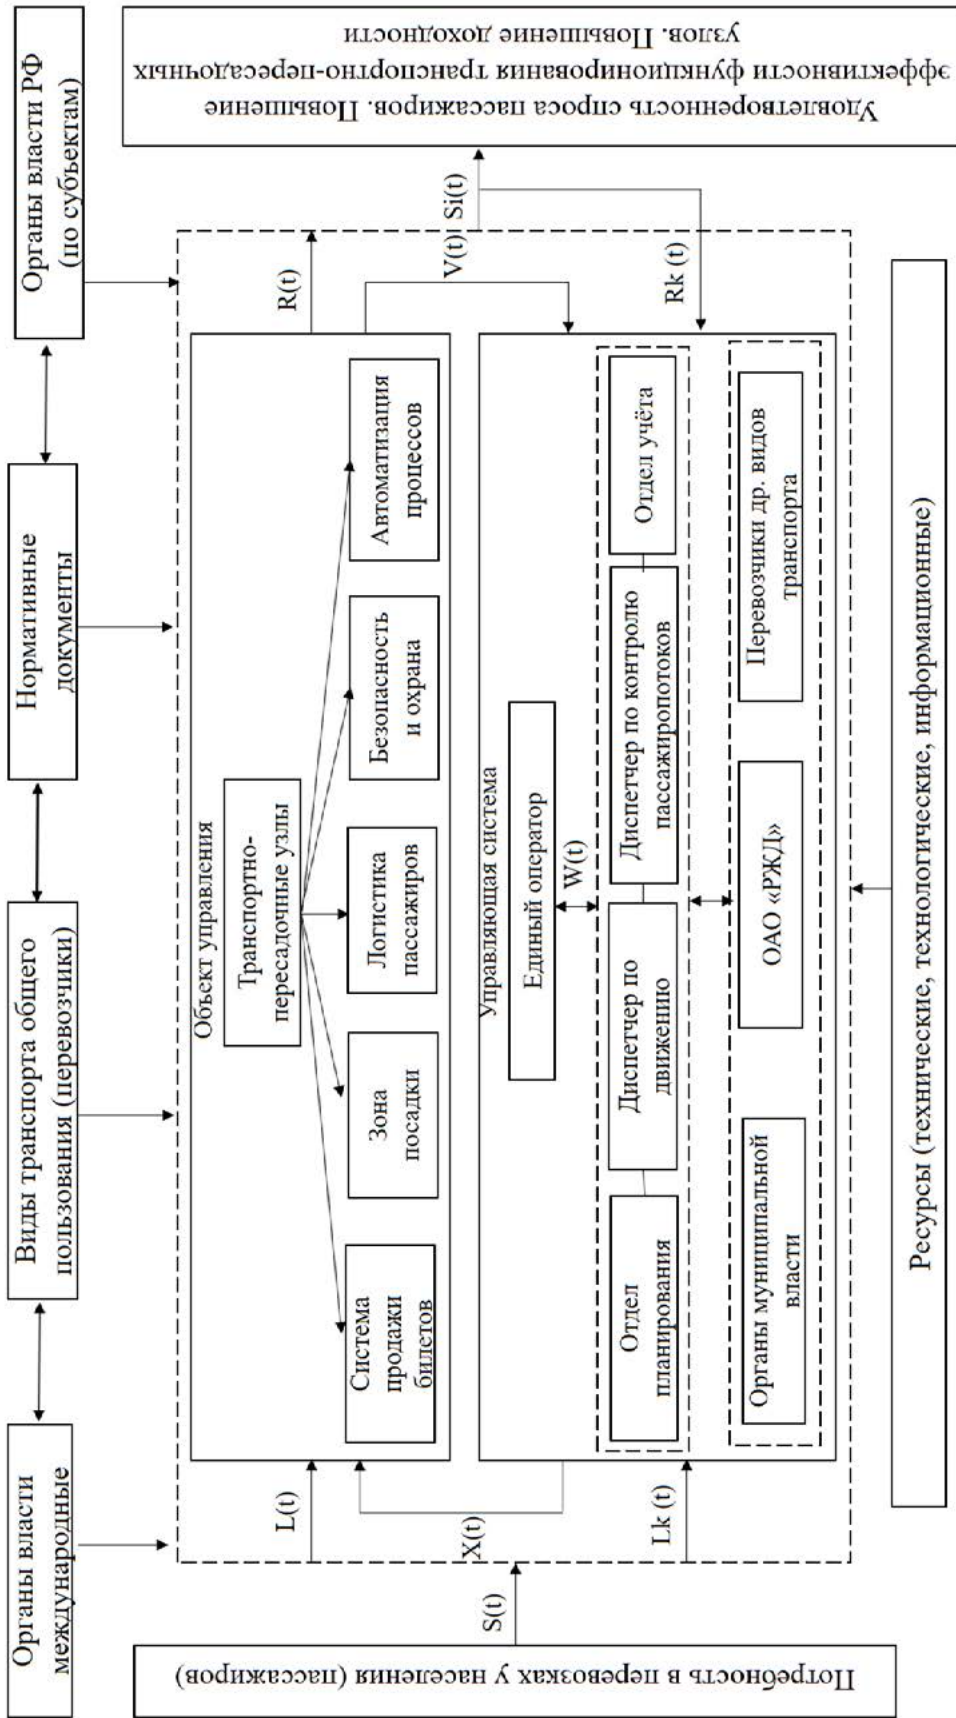 Органы власти
международные
Виды транспорта общего
пользования (перевозчики)
Нормативные
документы
Органы власти РФ
(по субъектам)
Потребность в перевозках у населения (пассажиров)
S(t)
L(t)
X(t)
Lk (t)
Объект управления
Транспортно-
пересадочные узлы
Система
продажи
билетов
Зона
посадки
Логистика
пассажиров
Безопасность
и охрана
Автоматизация
процессов
Управляющая система
Единый оператор
W(t)
Отдел
планирования
Диспетчер по
движению
Диспетчер по контролю
пассажиропотоков
Отдел учёта
Органы муниципальной
власти
ОАО «РЖД»
Перевозчики др. видов
транспорта
R(t)
V(t)
Si(t)
Rk (t)
Удовлетворенность спроса пассажиров. Повышение
эффективности функционирования транспортно-пересадочных
узлов. Повышение доходности
Ресурсы (технические, технологические, информационные)